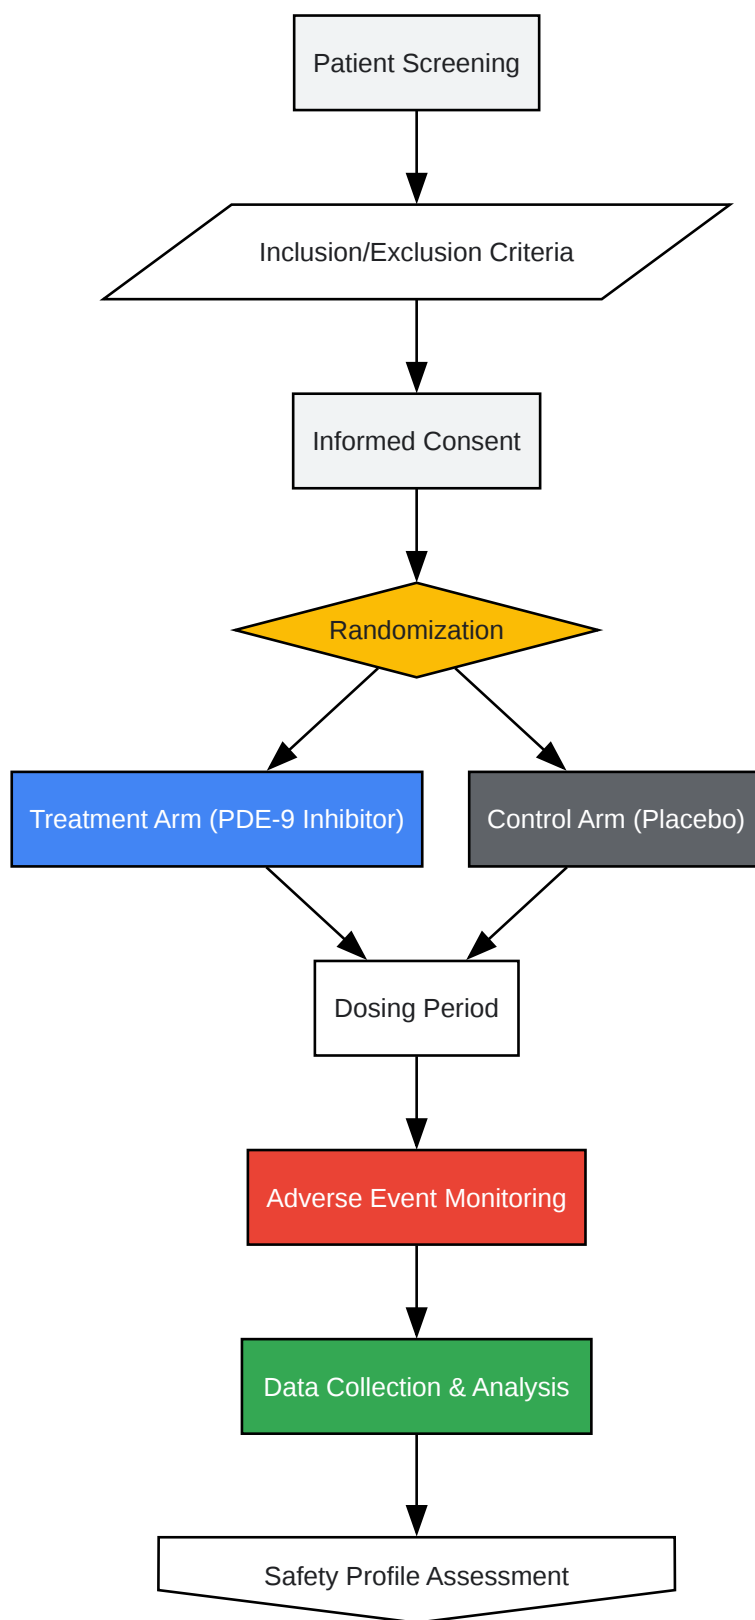 Patient Screening
Inclusion/Exclusion Criteria
Informed Consent
Randomization
Treatment Arm (PDE-9 Inhibitor)
Control Arm (Placebo)
Dosing Period
Adverse Event Monitoring
Data Collection & Analysis
Safety Profile Assessment